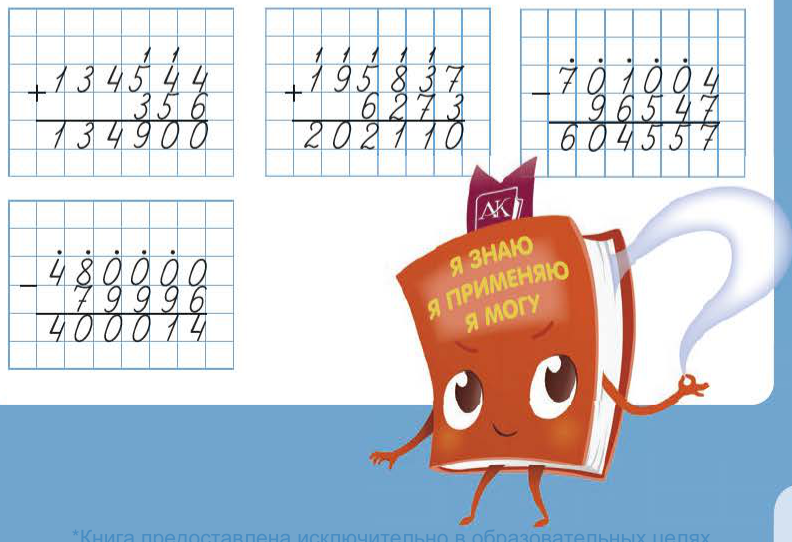 1 1
+ 134544
356
134900
1 1 1 1 1
+ 195837
6273
202110
− 701004
96547
604557
− 480000
79996
400014
АК
Я ЗНАЮ
Я ПРИМЕНЯЮ
Я МОГУ
*Книга предоставлена исключительно в образовательных целях